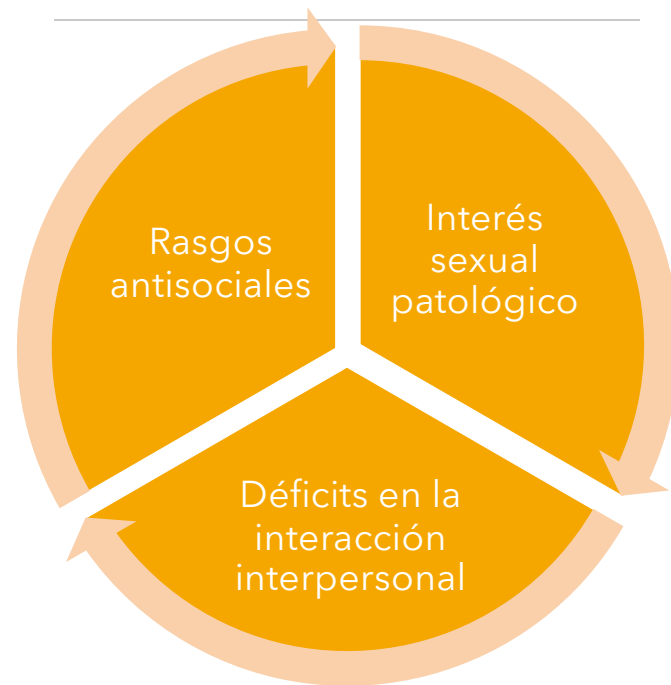 Rasgos
antisociales
Interés
sexual
patológico
Déficits en la
interacción
interpersonal